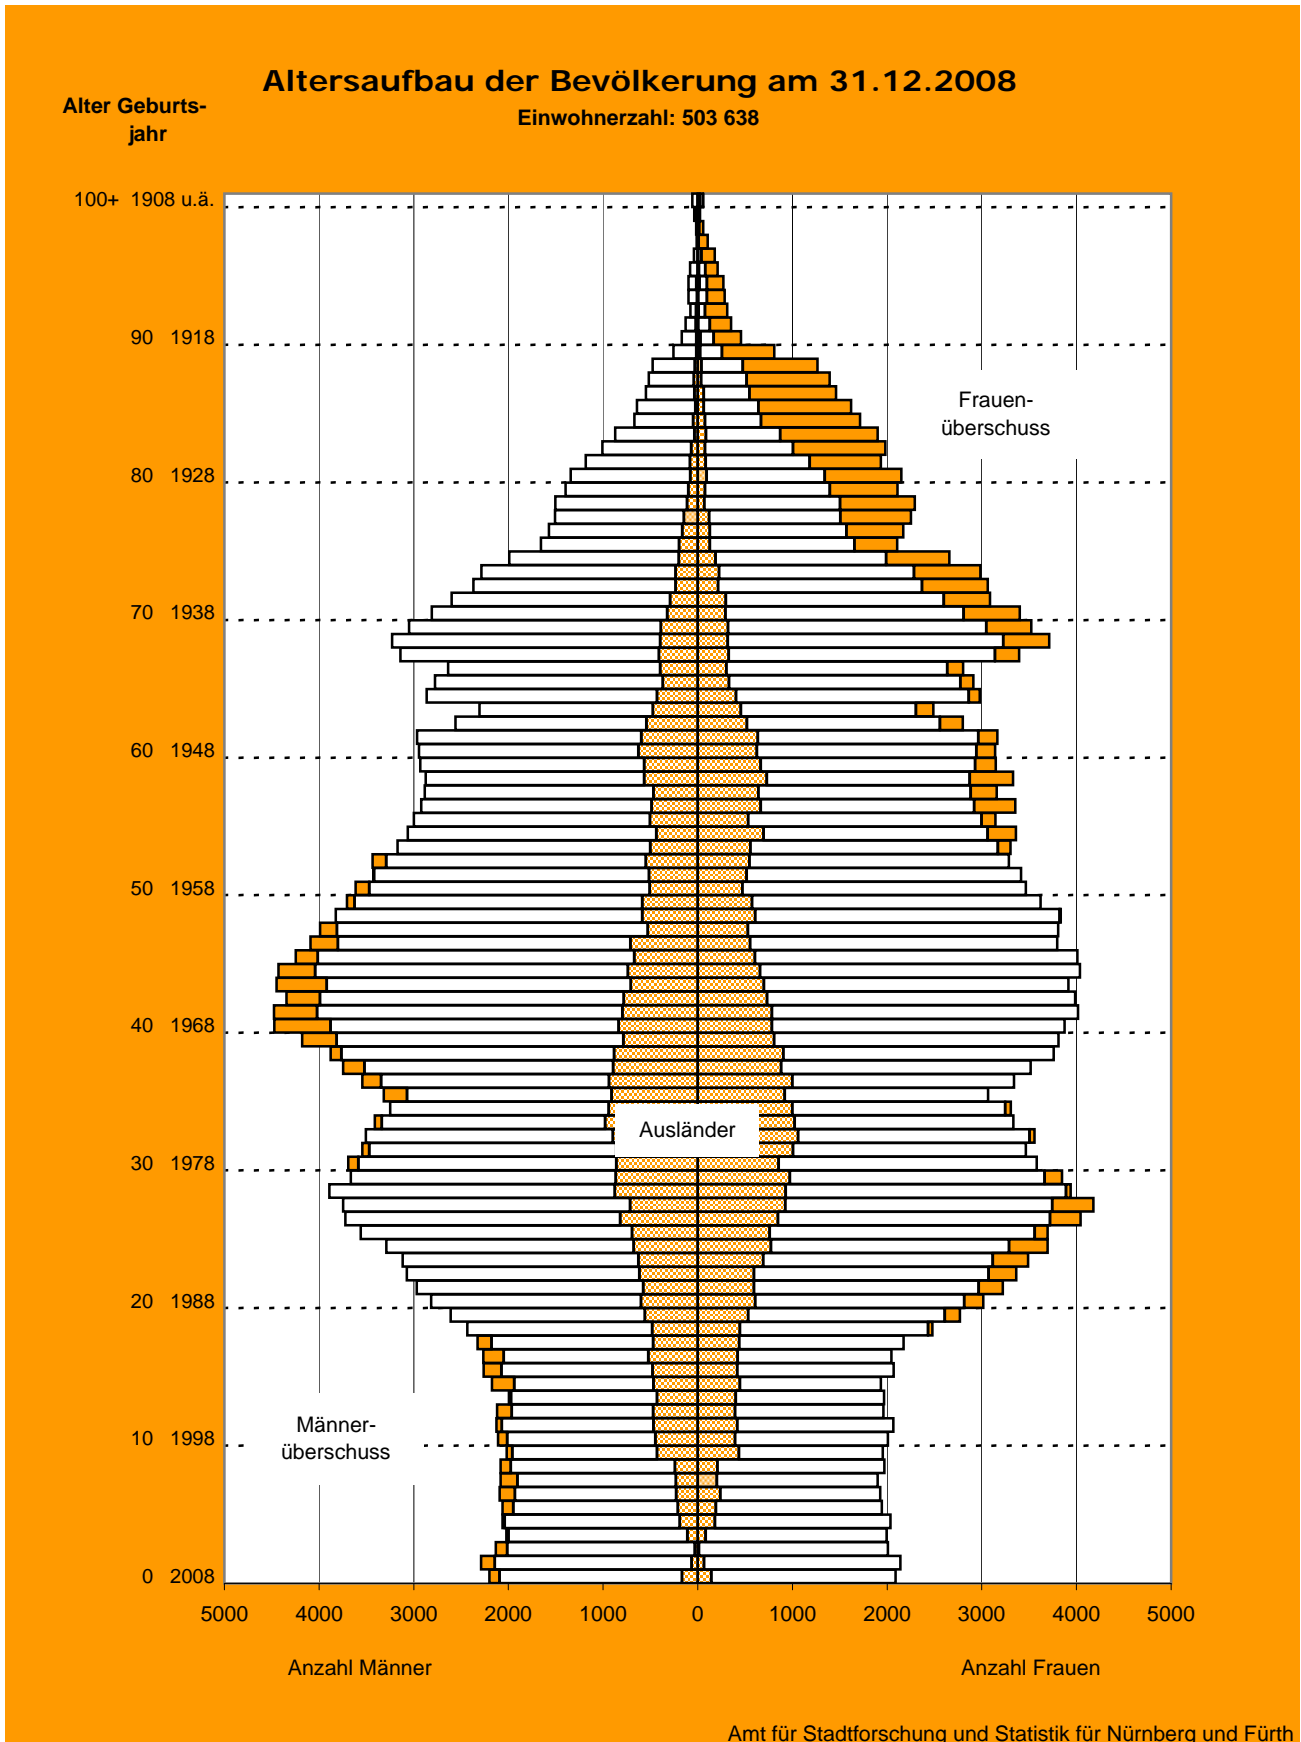 Altersaufbau der Bevölkerung am 31.12.2008
Einwohnerzahl: 503 638
Alter Geburts-
jahr
100+ 1908 u.ä.
90 1918
Frauen-
überschuss
80 1928
70 1938
60 1948
50 1958
40 1968
Ausländer
30 1978
20 1988
Männer-
überschuss
10 1998
0 2008
5000 4000 3000 2000 1000 0 1000 2000 3000 4000 5000
Anzahl Männer Anzahl Frauen
Amt für Stadtforschung und Statistik für Nürnberg und Fürth